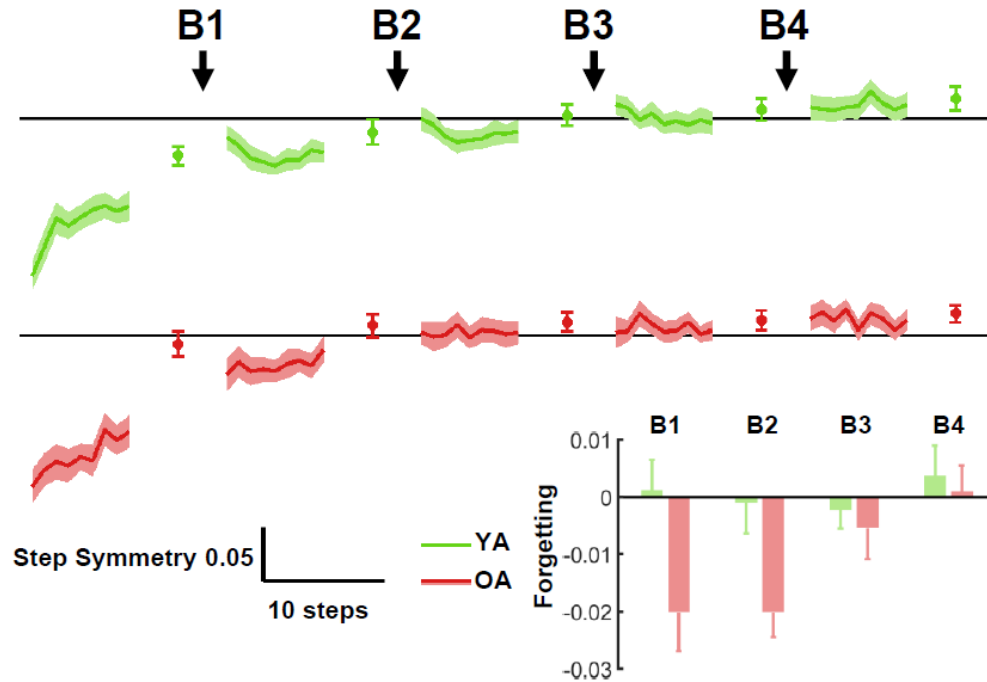 B1 B2 B3 B4
Step Symmetry 0.05
10 steps
YA
OA
B1 B2 B3 B4
Forgetting
0.01
0
-0.01
-0.02
-0.03